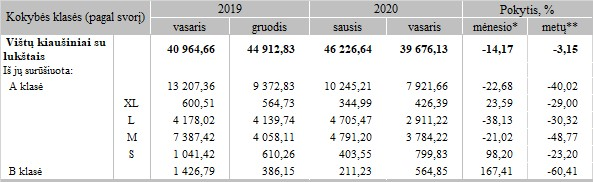 Kokybės klasės (pagal svorį) 2019 2020 Pokytis, %
vasaris gruodis sausis vasaris mėnesio* metų**
Vištų kiaušiniai su lukštais 40 964,66 44 912,83 46 226,64 39 676,13 -14,17 -3,15
Iš jų surūšiuota:
A klasė 13 207,36 9 372,83 10 245,21 7 921,66 -22,68 -40,02
XL 600,51 564,73 344,99 426,39 23,59 -29,00
L 4 178,02 4 139,74 4 705,47 2 911,22 -38,13 -30,32
M 7 387,42 4 058,11 4 791,20 3 784,22 -21,02 -48,77
S 1 041,42 610,26 403,55 799,83 98,20 -23,20
B klasė 1 426,79 386,15 211,23 564,85 167,41 -60,41